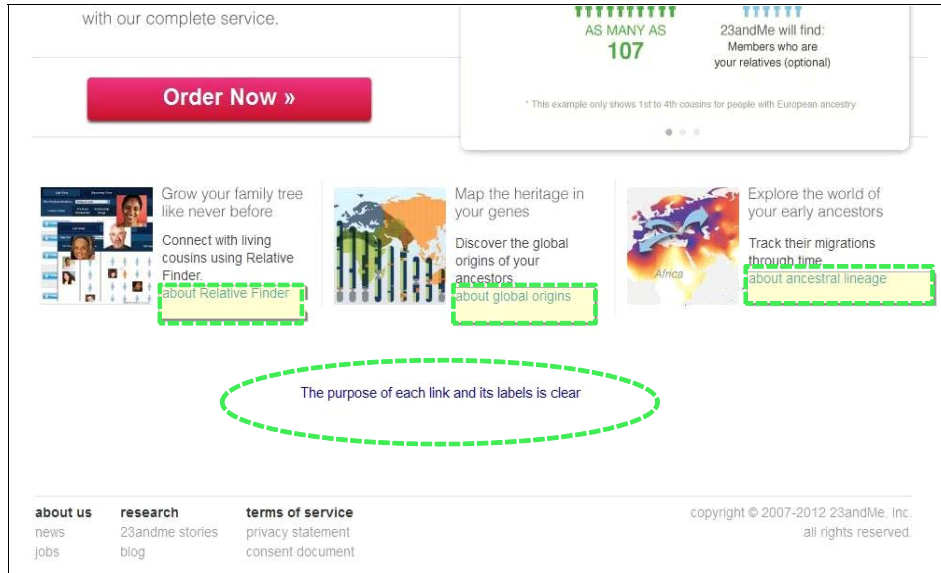 with our complete service.
AS MANY AS
107
23andMe will find:
Members who are
your relatives (optional)
Order Now »
* This example only shows 1st to 4th cousins for people with European ancestry
Grow your family tree
like never before
Connect with living
cousins using Relative
Finder.
about Relative Finder
Map the heritage in
your genes
Discover the global
origins of your
ancestors
about global origins
Africa
Explore the world of
your early ancestors
Track their migrations
through time
about ancestral lineage
The purpose of each link and its labels is clear
about us
news
jobs
research
23andme stories
blog
terms of service
privacy statement
consent document
copyright © 2007-2012 23andMe, Inc.
all rights reserved.